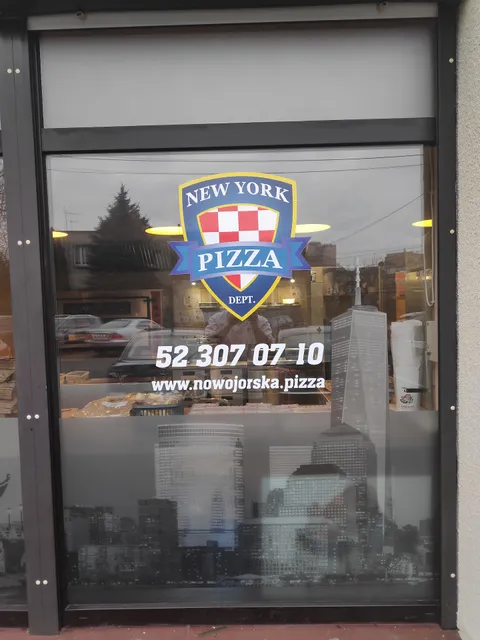 NEW YORK
PIZZA
DEPT.
52 307 07 10
www.nowojorska.pizza